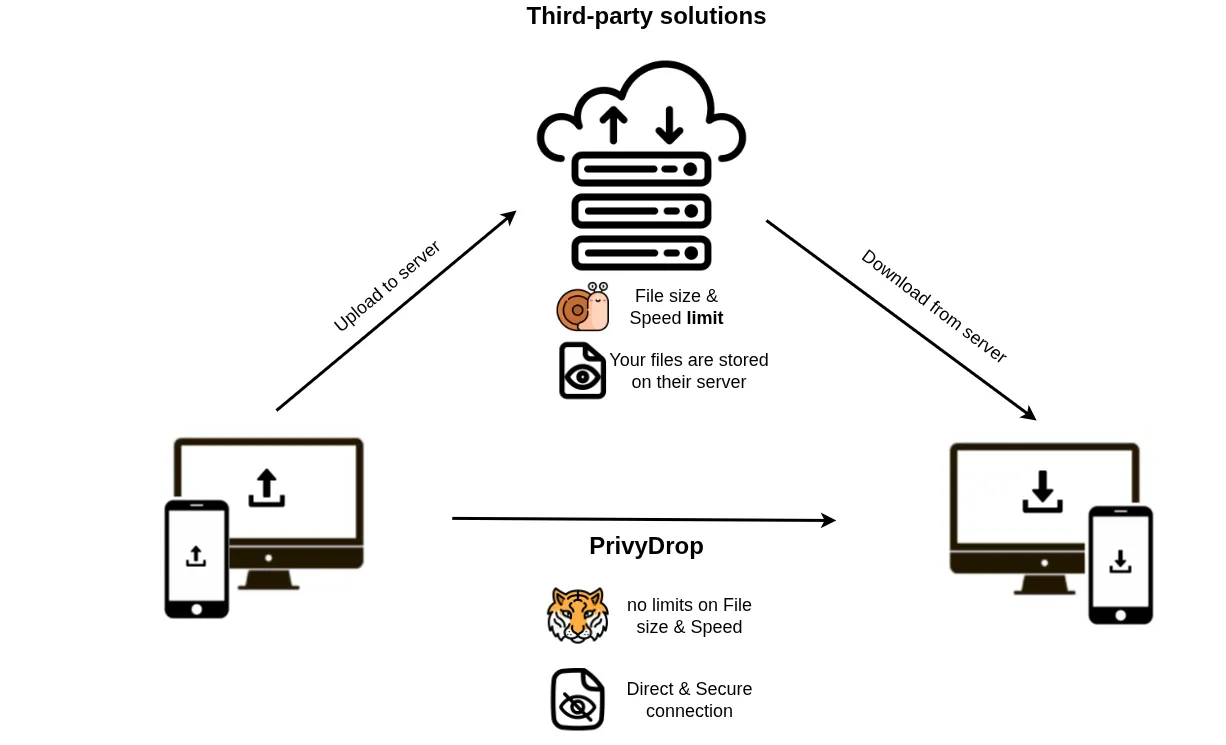 Third-party solutions
Upload to server
Download from server
File size &
Speed limit
Your files are stored
on their server
PrivyDrop
no limits on File
size & Speed
Direct & Secure
connection